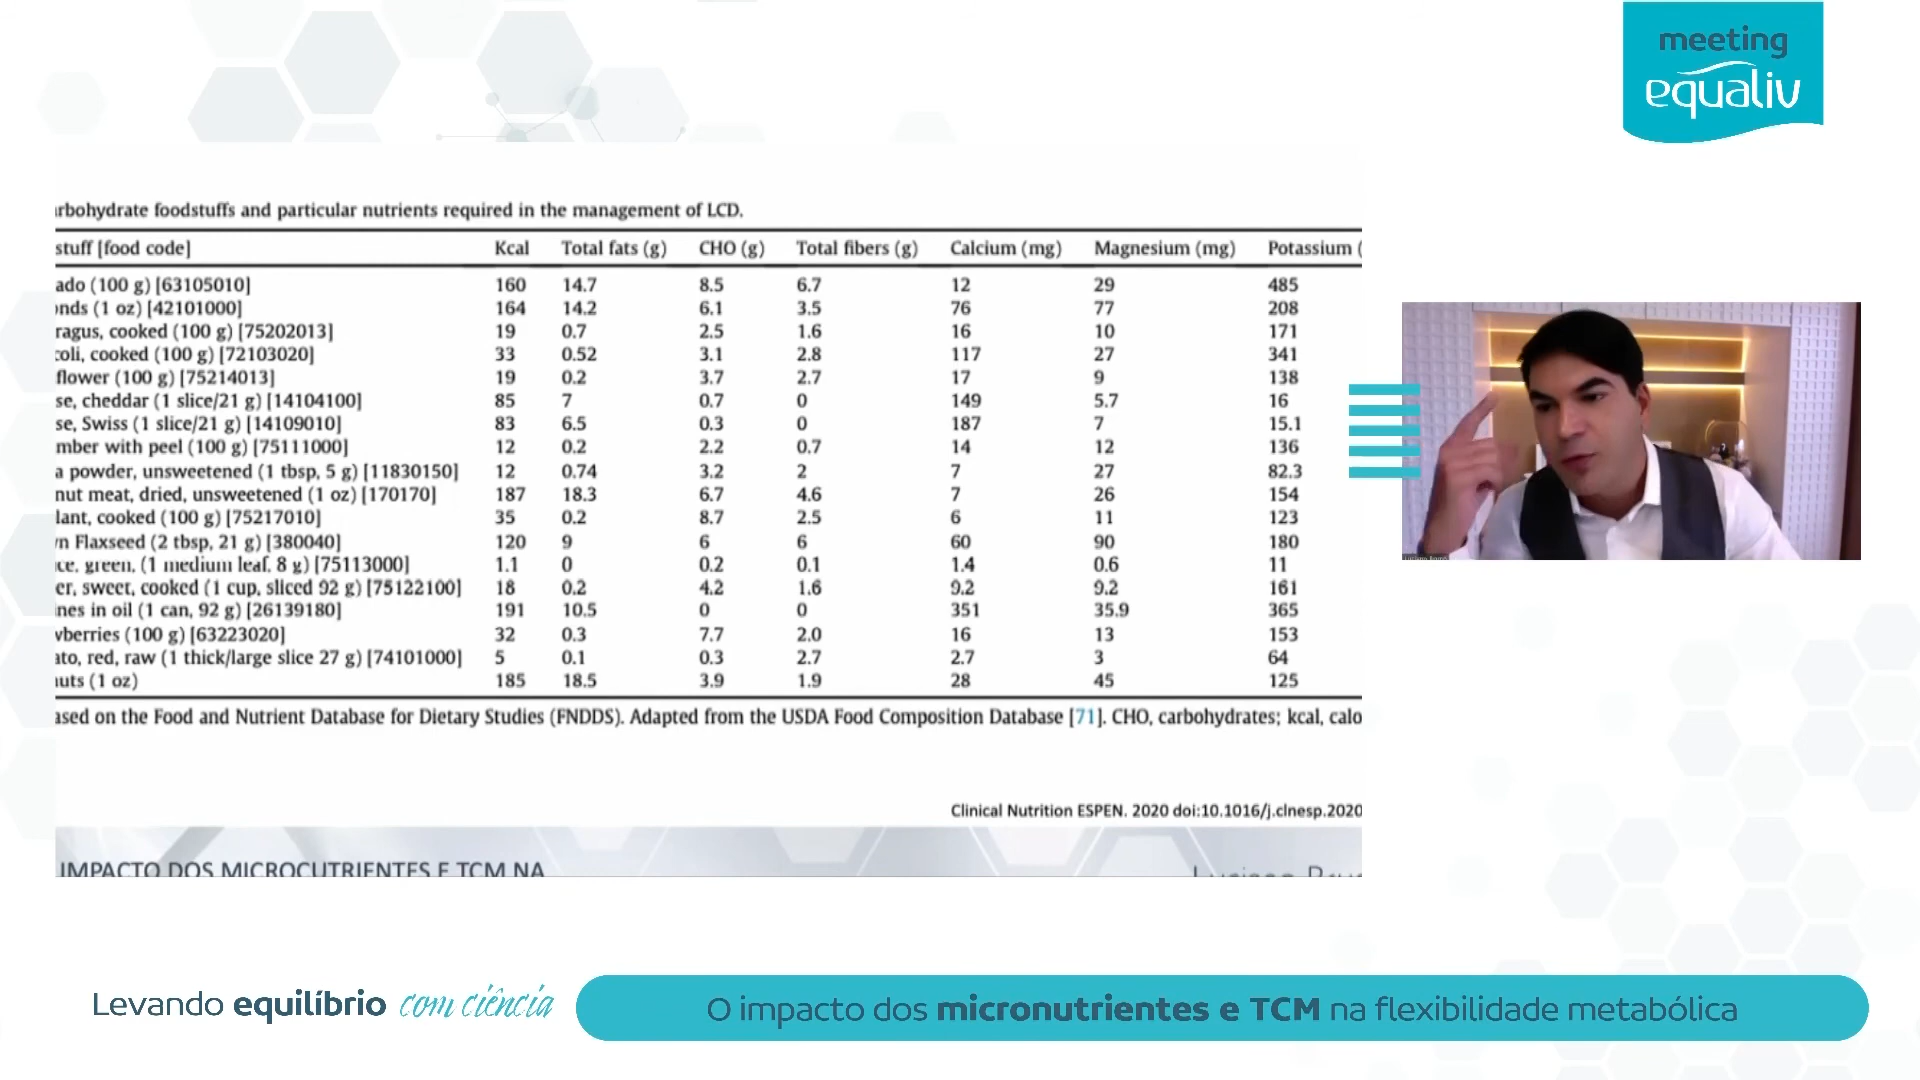 meeting
equaliv
arbohydrate foodstuffs and particular nutrients required in the management of LCD.
stuff [food code] Kcal Total fats (g) CHO (g) Total fibers (g) Calcium (mg) Magnesium (mg) Potassium (
ado (100 g) [63105010] 160 14.7 8.5 6.7 12 29 485
onds (1 oz) [42101000] 164 14.2 6.1 3.5 76 77 208
ragus, cooked (100 g) [75202013] 19 0.7 2.5 1.6 16 10 171
coli, cooked (100 g) [72103020] 33 0.52 3.1 2.8 117 27 341
flower (100 g) [75214013] 19 0.2 3.7 2.7 17 9 138
se, cheddar (1 slice/21 g) [14104100] 85 7 0.7 0 149 5.7 16
se, Swiss (1 slice/21 g) [14109010] 83 6.5 0.3 0 187 7 15.1
mber with peel (100 g) [75111000] 12 0.2 2.2 0.7 14 12 136
a powder, unsweetened (1 tbsp, 5 g) [11830150] 12 0.74 3.2 2 7 27 82.3
nut meat, dried, unsweetened (1 oz) [170170] 187 18.3 6.7 4.6 7 26 154
lant, cooked (100 g) [75217010] 35 0.2 8.7 2.5 6 11 123
n Flaxseed (2 tbsp, 21 g) [380040] 120 9 6 6 60 90 180
ce, green, (1 medium leaf, 8 g) [75113000] 1.1 0 0.2 0.1 1.4 0.6 11
er, sweet, cooked (1 cup, sliced 92 g) [75122100] 18 0.2 4.2 1.6 9.2 9.2 161
nes in oil (1 can, 92 g) [26139180] 191 10.5 0 0 351 35.9 365
wberries (100 g) [63223020] 32 0.3 7.7 2.0 16 13 153
ato, red, raw (1 thick/large slice 27 g) [74101000] 5 0.1 0.3 2.7 2.7 3 64
nuts (1 oz) 185 18.5 3.9 1.9 28 45 125
ased on the Food and Nutrient Database for Dietary Studies (FNDDS). Adapted from the USDA Food Composition Database [71]. CHO, carbohydrates; kcal, calo
Clinical Nutrition ESPEN. 2020 doi:10.1016/j.clnesp.2020
IMPACTO DOS MICROCUTRIENTES E TCM NA
Levando equilíbrio com ciência
O impacto dos micronutrientes e TCM na flexibilidade metabólica